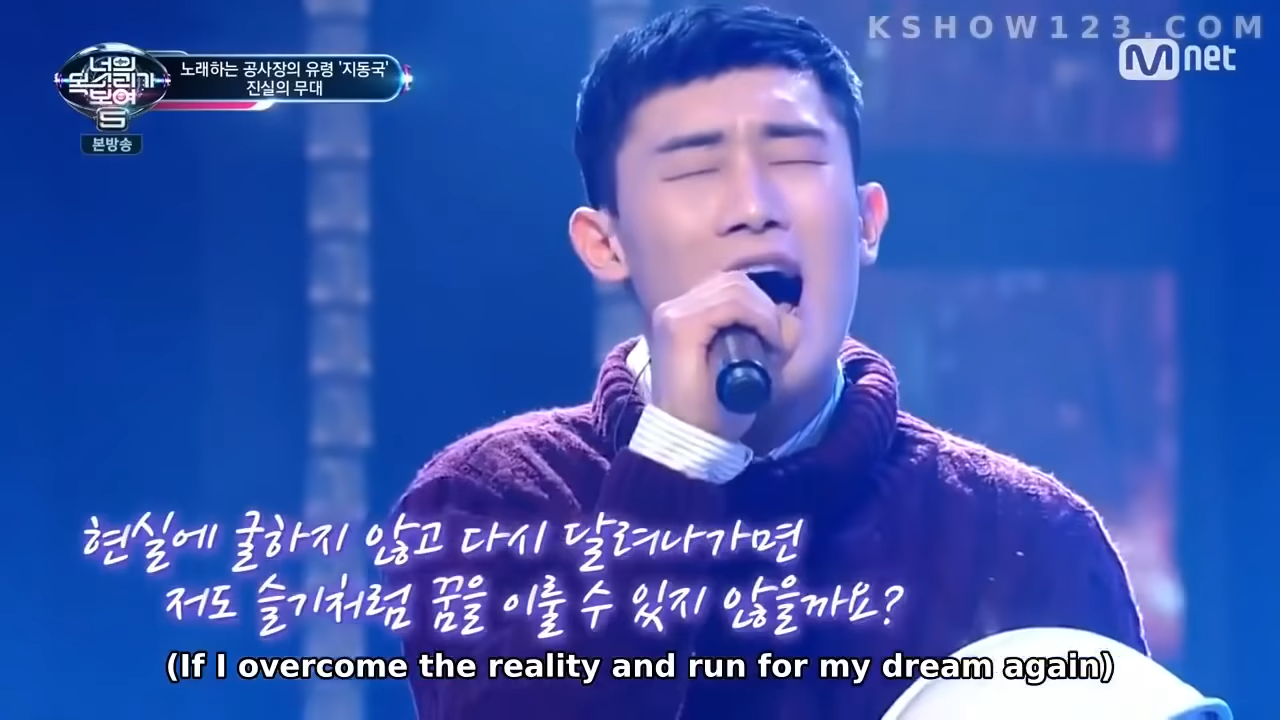 KSHOW123.COM
Mnet
너의
목소리가
보여
5
본방송
노래하는 공사장의 유령 '지동국'
진실의 무대
현실에 굴하지 않고 다시 달려나가면
저도 슬기처럼 꿈을 이룰 수 있지 않을까요?
(If I overcome the reality and run for my dream again)